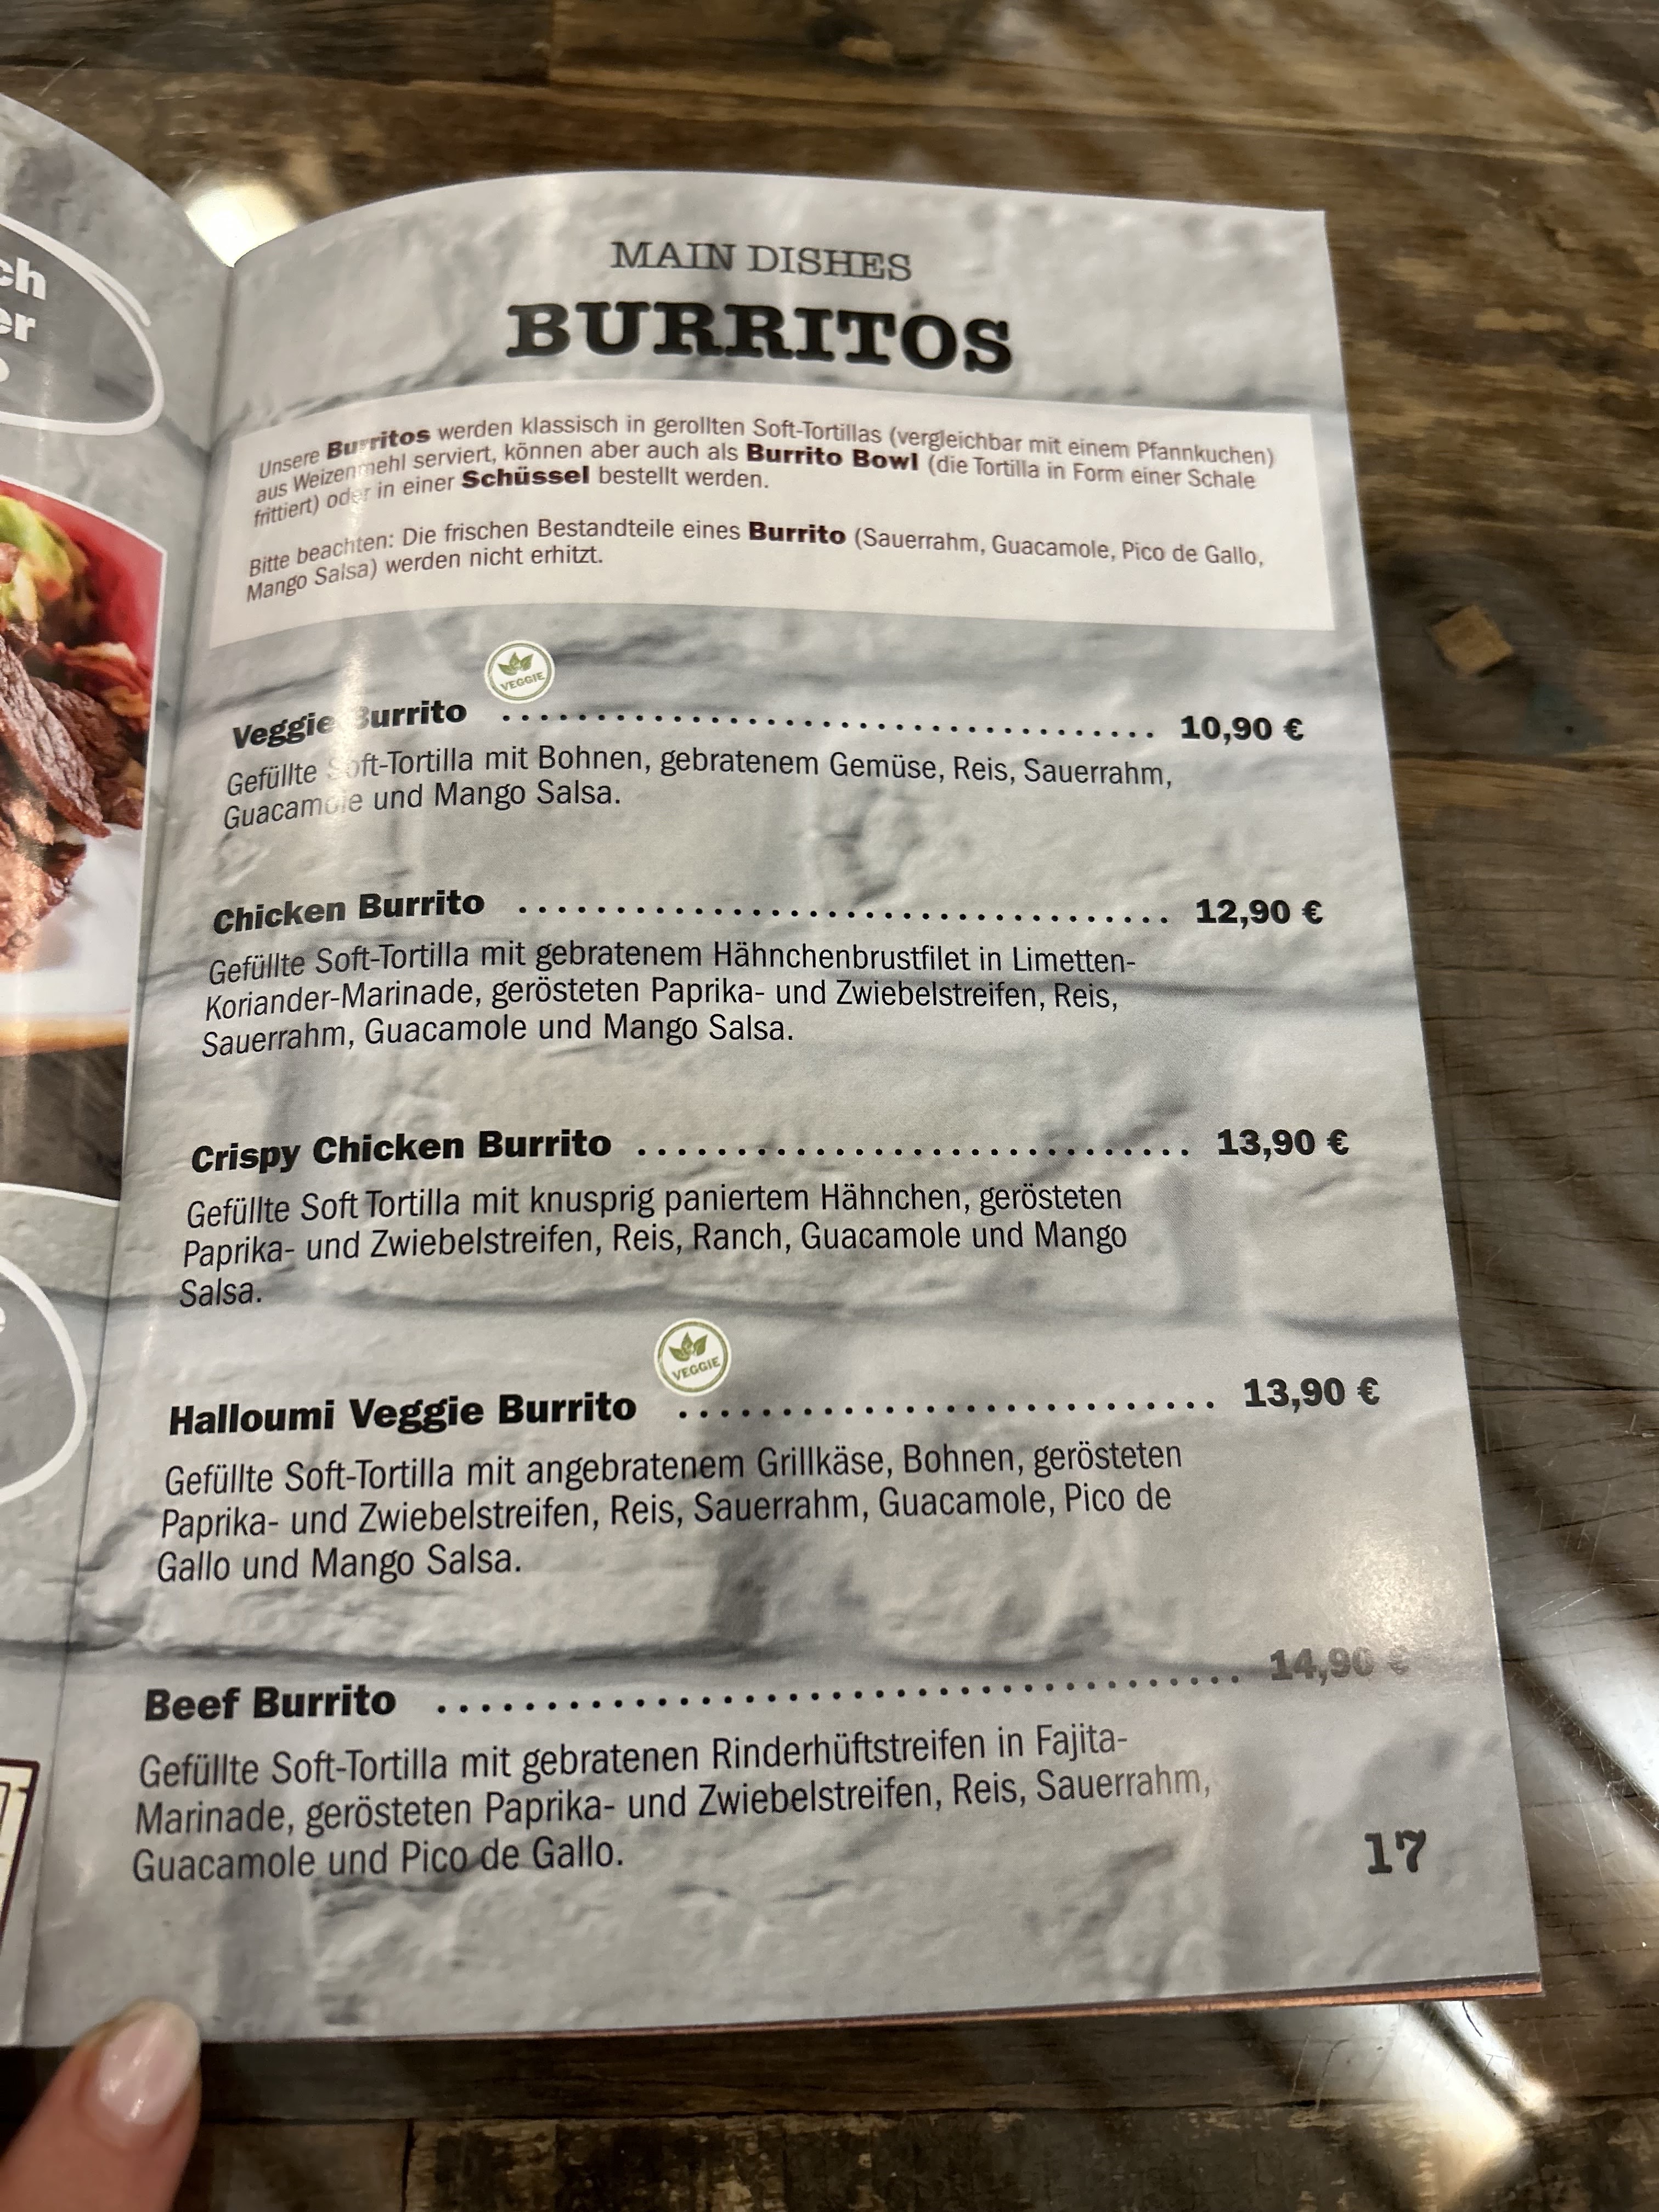 ch
er
MAIN DISHES
BURRITOS
Unsere Burritos werden klassisch in gerollten Soft-Tortillas (vergleichbar mit einem Pfannkuchen)
aus Weizenmehl serviert, können aber auch als Burrito Bowl (die Tortilla in Form einer Schale
frittiert) oder in einer Schüssel bestellt werden.
Bitte beachten: Die frischen Bestandteile eines Burrito (Sauerrahm, Guacamole, Pico de Gallo,
Mango Salsa) werden nicht erhitzt.
VEGGIE
Veggie Burrito 10,90 €
Gefüllte Soft-Tortilla mit Bohnen, gebratenem Gemüse, Reis, Sauerrahm,
Guacamole und Mango Salsa.
Chicken Burrito 12,90 €
Gefüllte Soft-Tortilla mit gebratenem Hähnchenbrustfilet in Limetten-
Koriander-Marinade, gerösteten Paprika- und Zwiebelstreifen, Reis,
Sauerrahm, Guacamole und Mango Salsa.
Crispy Chicken Burrito 13,90 €
Gefüllte Soft Tortilla mit knusprig paniertem Hähnchen, gerösteten
Paprika- und Zwiebelstreifen, Reis, Ranch, Guacamole und Mango
Salsa.
VEGGIE
Halloumi Veggie Burrito 13,90 €
Gefüllte Soft-Tortilla mit angebratenem Grillkäse, Bohnen, gerösteten
Paprika- und Zwiebelstreifen, Reis, Sauerrahm, Guacamole, Pico de
Gallo und Mango Salsa.
Beef Burrito 14,90 €
Gefüllte Soft-Tortilla mit gebratenen Rinderhüftstreifen in Fajita-
Marinade, gerösteten Paprika- und Zwiebelstreifen, Reis, Sauerrahm,
Guacamole und Pico de Gallo.
17